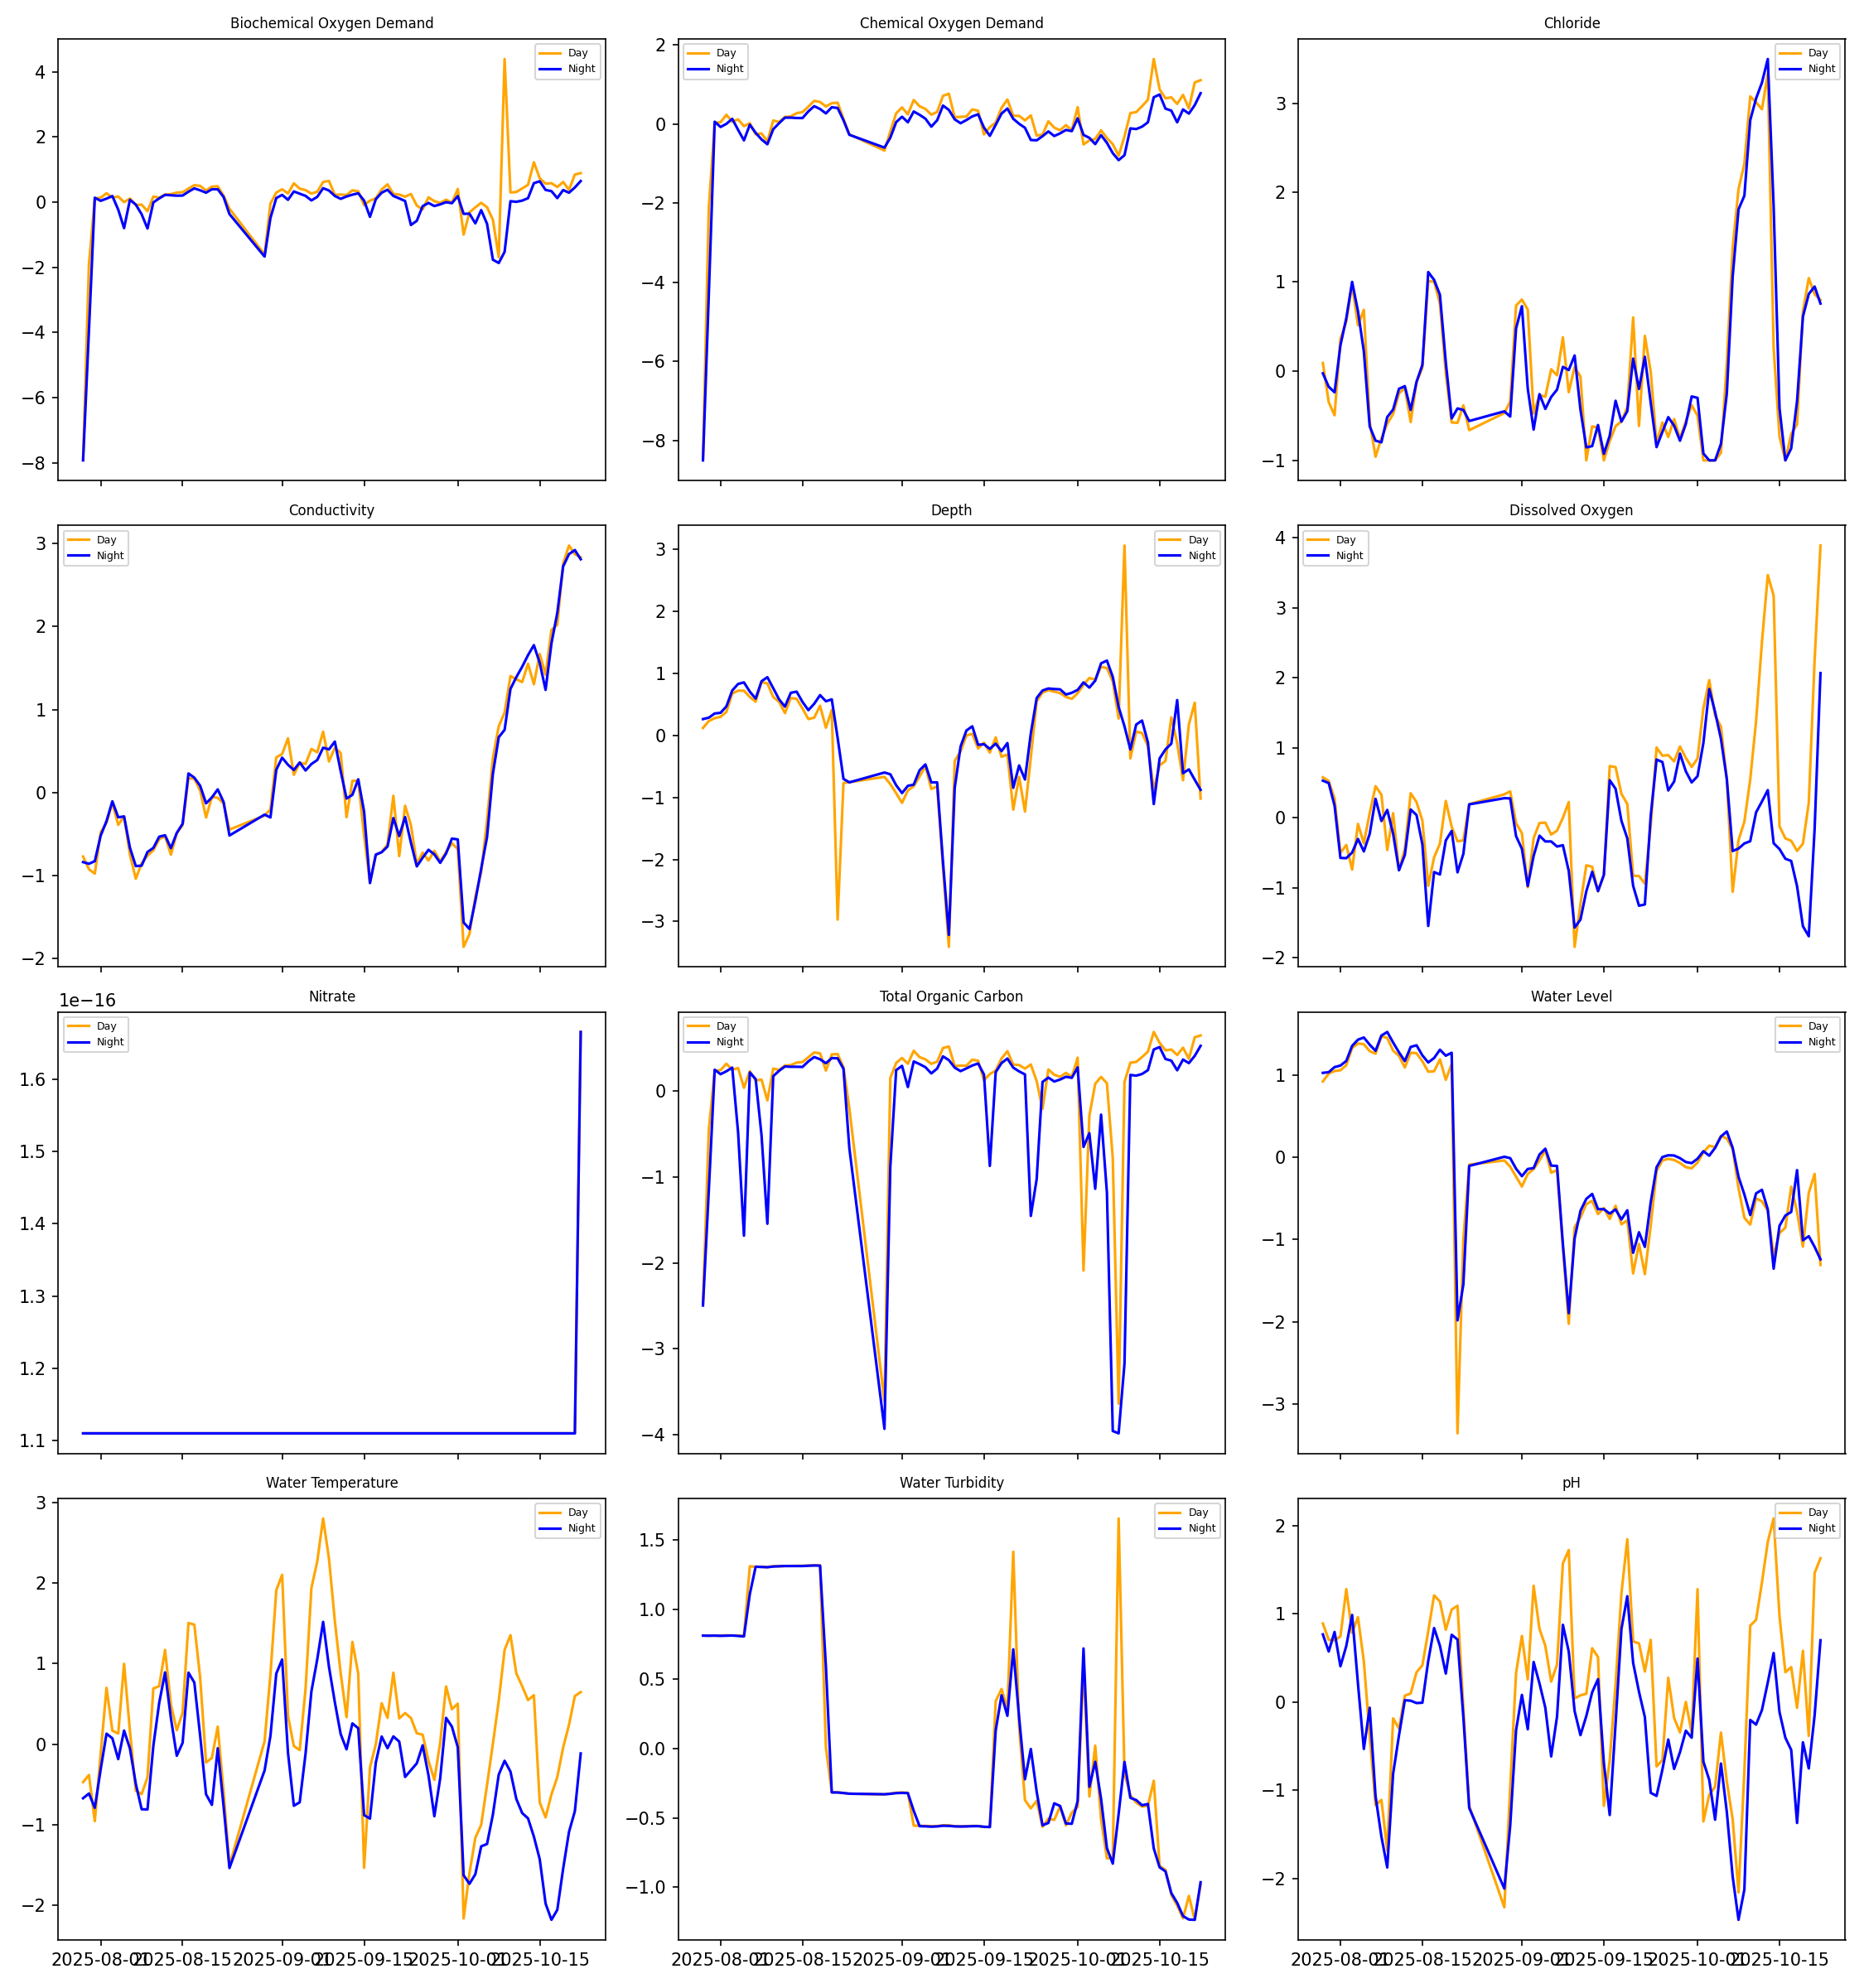 Biochemical Oxygen Demand
4
2
0
−2
−4
−6
−8
Day
Night
Chemical Oxygen Demand
2
0
−2
−4
−6
−8
Day
Night
Chloride
3
2
1
0
−1
Day
Night
Conductivity
3
2
1
0
−1
−2
Day
Night
Depth
3
2
1
0
−1
−2
−3
Day
Night
Dissolved Oxygen
4
3
2
1
0
−1
−2
Day
Night
Nitrate
1e−16
1.6
1.5
1.4
1.3
1.2
1.1
Day
Night
Total Organic Carbon
0
−1
−2
−3
−4
Day
Night
Water Level
1
0
−1
−2
−3
Day
Night
Water Temperature
3
2
1
0
−1
−2
Day
Night
2025-08-01 2025-08-15 2025-09-01 2025-09-15 2025-10-01 2025-10-15
Water Turbidity
1.5
1.0
0.5
0.0
−0.5
−1.0
Day
Night
2025-08-01 2025-08-15 2025-09-01 2025-09-15 2025-10-01 2025-10-15
pH
2
1
0
−1
−2
Day
Night
2025-08-01 2025-08-15 2025-09-01 2025-09-15 2025-10-01 2025-10-15